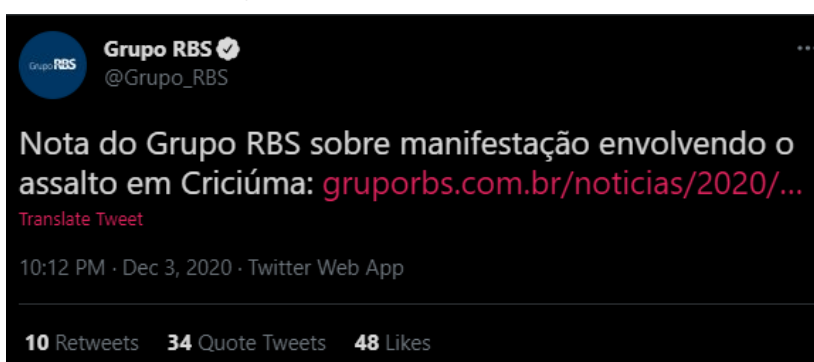 Grupo RBS
Grupo RBS
@Grupo_RBS
Nota do Grupo RBS sobre manifestação envolvendo o
assalto em Criciúma: gruporbs.com.br/noticias/2020/...
Translate Tweet
10:12 PM · Dec 3, 2020 · Twitter Web App
10 Retweets 34 Quote Tweets 48 Likes